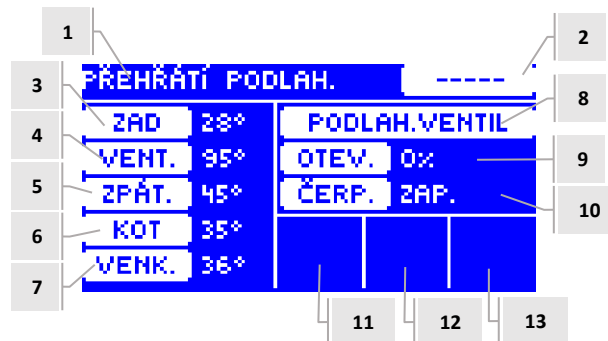 1
2
PŘEHŘÁTÍ PODLAH. -----
3
ZAD 28°
PODLAH.VENTIL
8
4
VENT. 95°
OTEV. 0%
9
5
ZPÁT. 45°
ČERP. ZAP.
10
6
KOT 35°
7
VENK. 36°
11
12
13